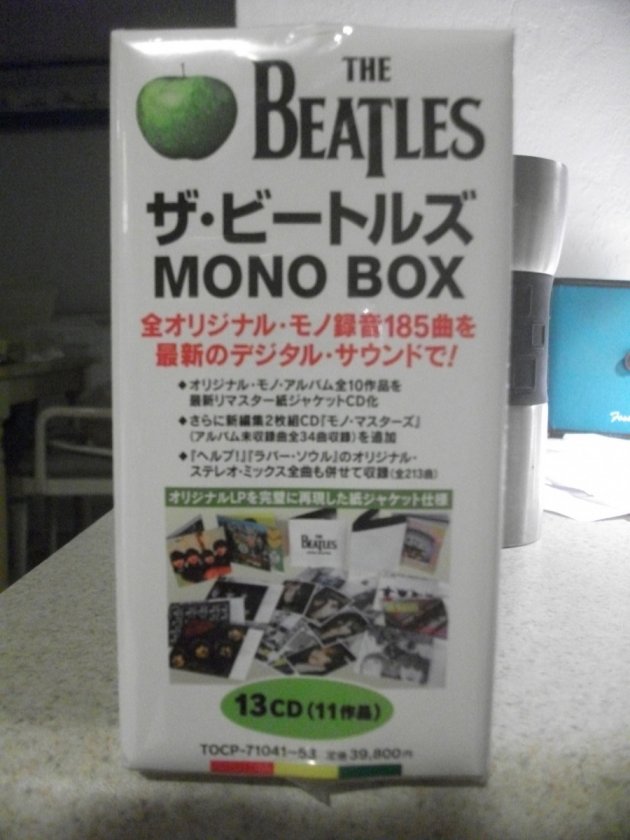 THE
BEATLES
ザ・ビートルズ
MONO BOX
全オリジナル・モノ録音185曲を
最新のデジタル・サウンドで!
◆オリジナル・モノ・アルバム全10作品を
最新リマスター紙ジャケットCD化
◆さらに新編集2枚組CD『モノ・マスターズ』
(アルバム未収録曲全34曲収録)を追加
◆『ヘルプ!』『ラバー・ソウル』のオリジナル・
ステレオ・ミックス全曲も併せて収録(全213曲)
オリジナルLPを完璧に再現した紙ジャケット仕様
THE
BEATLES
13CD(11作品)
TOCP-71041~53 定価39,800円